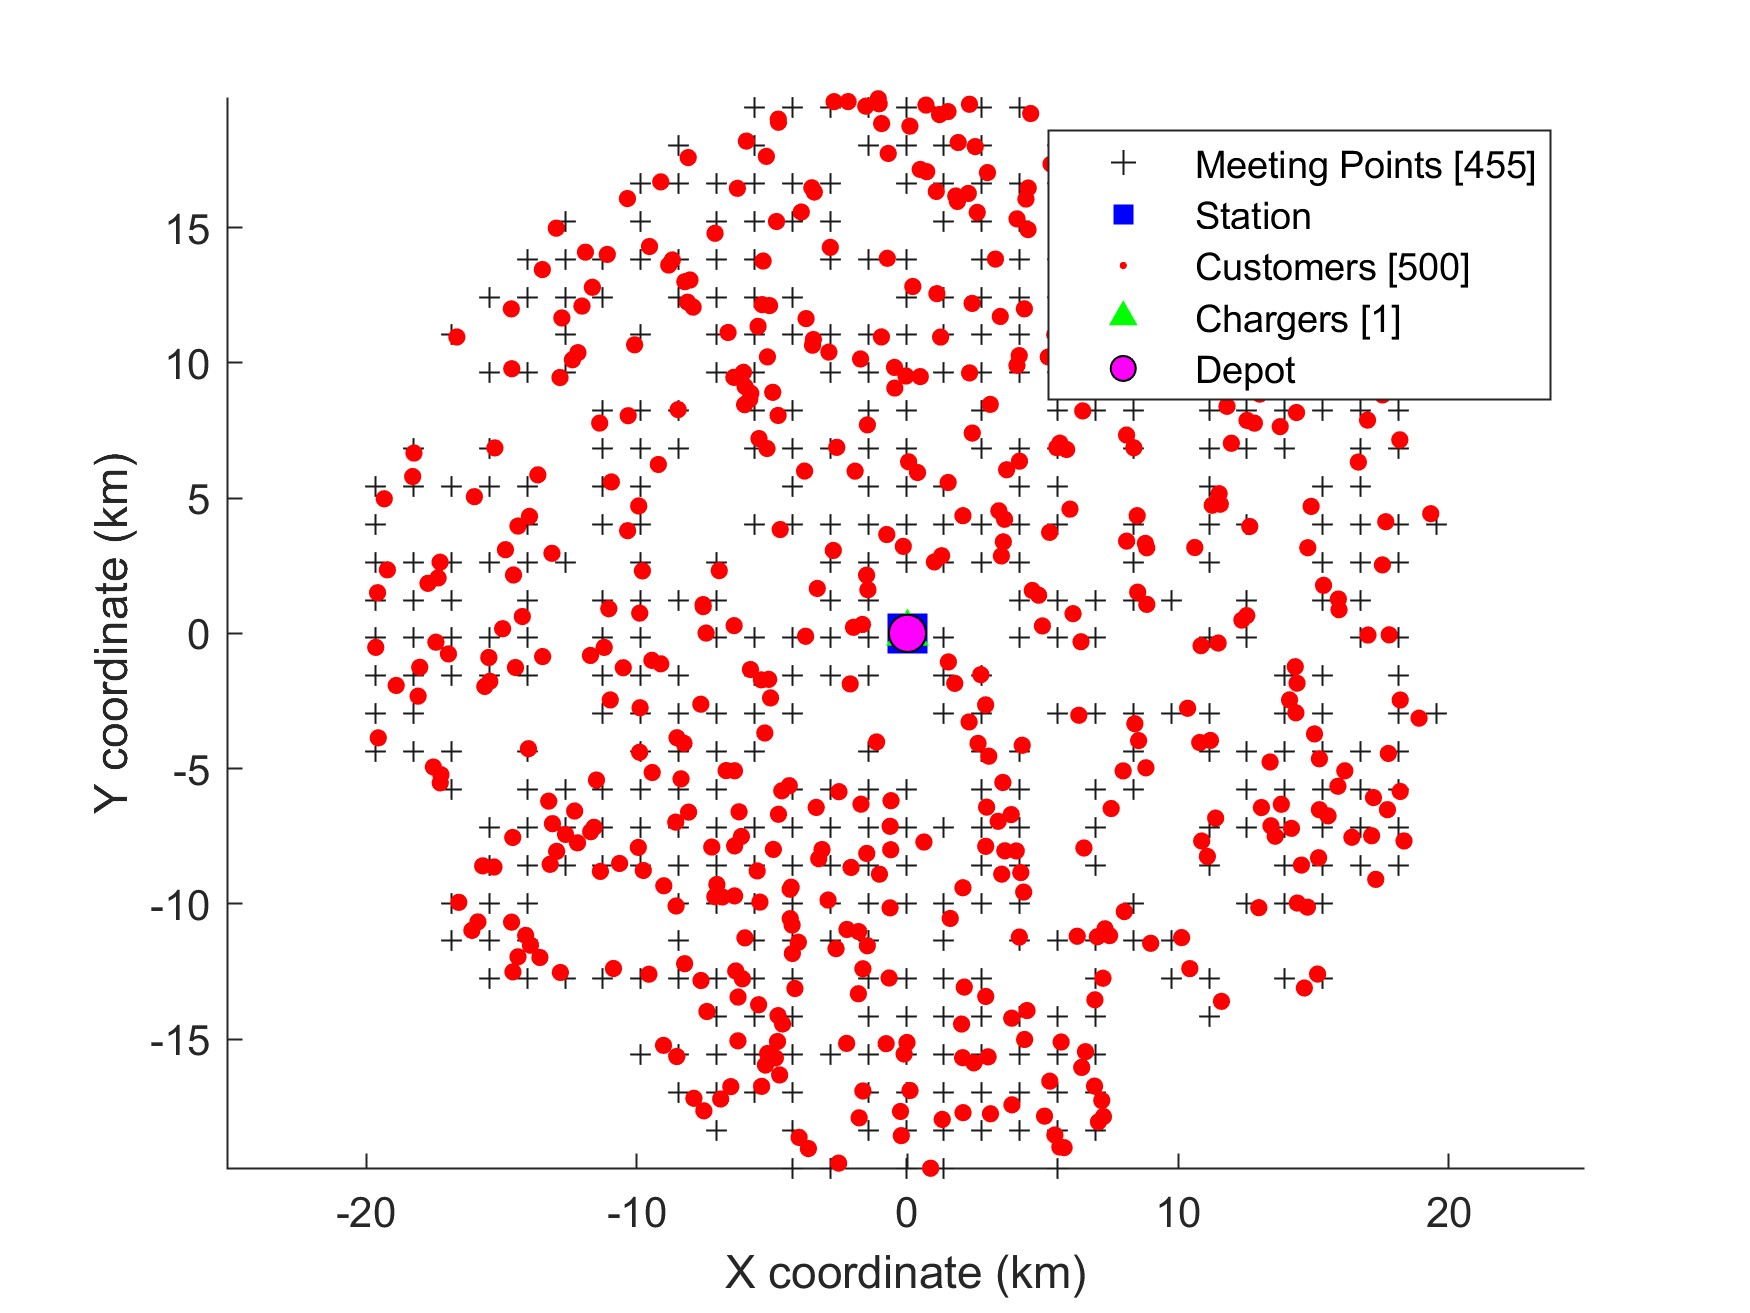 Meeting Points [455]
Station
Customers [500]
Chargers [1]
Depot
15
10
5
0
-5
-10
-15
Y coordinate (km)
-20
-10
0
10
20
X coordinate (km)